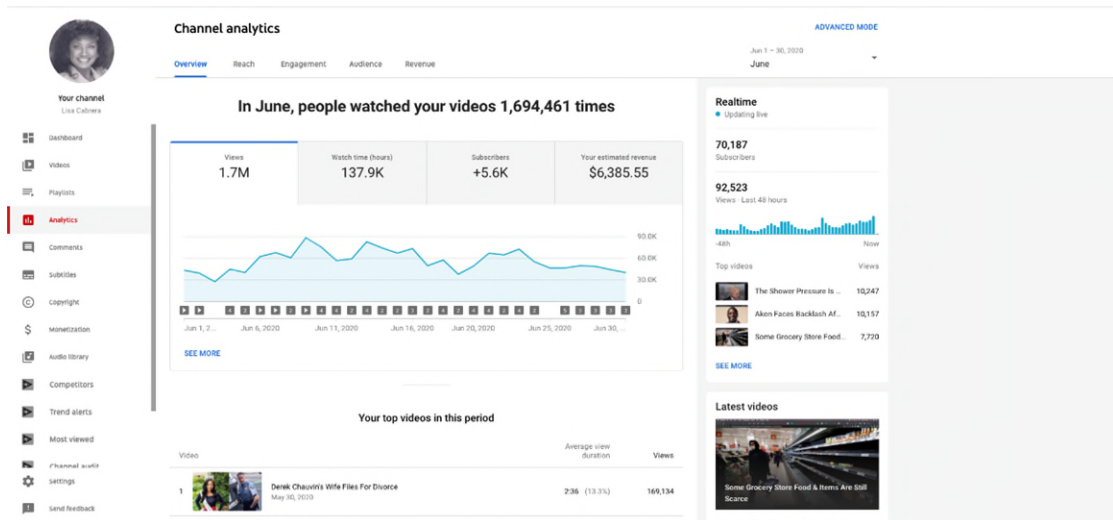 Channel analytics
ADVANCED MODE
Jun 1 – 30, 2020
June
Overview
Reach
Engagement
Audience
Revenue
Your channel
Lisa Cabrera
Dashboard
Videos
Playlists
Analytics
Comments
Subtitles
Copyright
Monetization
Audio library
Competitors
Trend alerts
Most viewed
Channel audit
Settings
Send feedback
In June, people watched your videos 1,694,461 times
Views
1.7M
Watch time (hours)
137.9K
Subscribers
+5.6K
Your estimated revenue
$6,385.55
90.0K
60.0K
30.0K
0
Jun 1, 2...
Jun 6, 2020
Jun 11, 2020
Jun 16, 2020
Jun 20, 2020
Jun 25, 2020
Jun 30, ...
SEE MORE
Your top videos in this period
Video
Average view
duration
Views
1
Derek Chauvin's Wife Files For Divorce
May 30, 2020
2:36 (13.3%)
169,134
Realtime
Updating live
70,187
Subscribers
92,523
Views · Last 48 hours
-48h
Now
Top videos
Views
The Shower Pressure Is ...
10,247
Aken Faces Backlash Af...
10,157
Some Grocery Store Food...
7,720
SEE MORE
Latest videos
Some Grocery Store Food & Items Are Still
Scarce